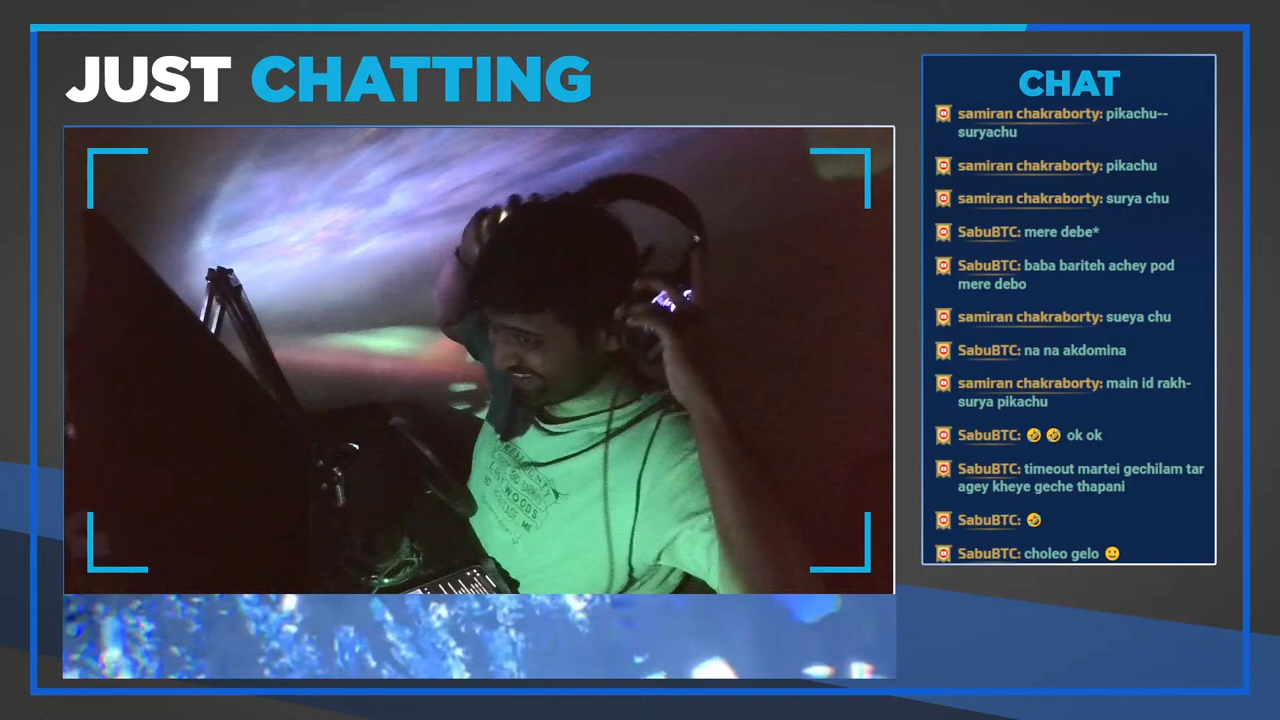 JUST CHATTING
CHAT
samiran chakraborty: pikachu--
suryachu
samiran chakraborty: pikachu
samiran chakraborty: surya chu
SabuBTC: mere debe*
SabuBTC: baba bariteh achey pod
mere debo
samiran chakraborty: sueya chu
SabuBTC: na na akdomina
samiran chakraborty: main id rakh-
surya pikachu
SabuBTC: 🤣 🤣 ok ok
SabuBTC: timeout martei gechilam tar
agey kheye geche thapani
SabuBTC: 🤣
SabuBTC: choleo gelo 🙂
WOODS
ME